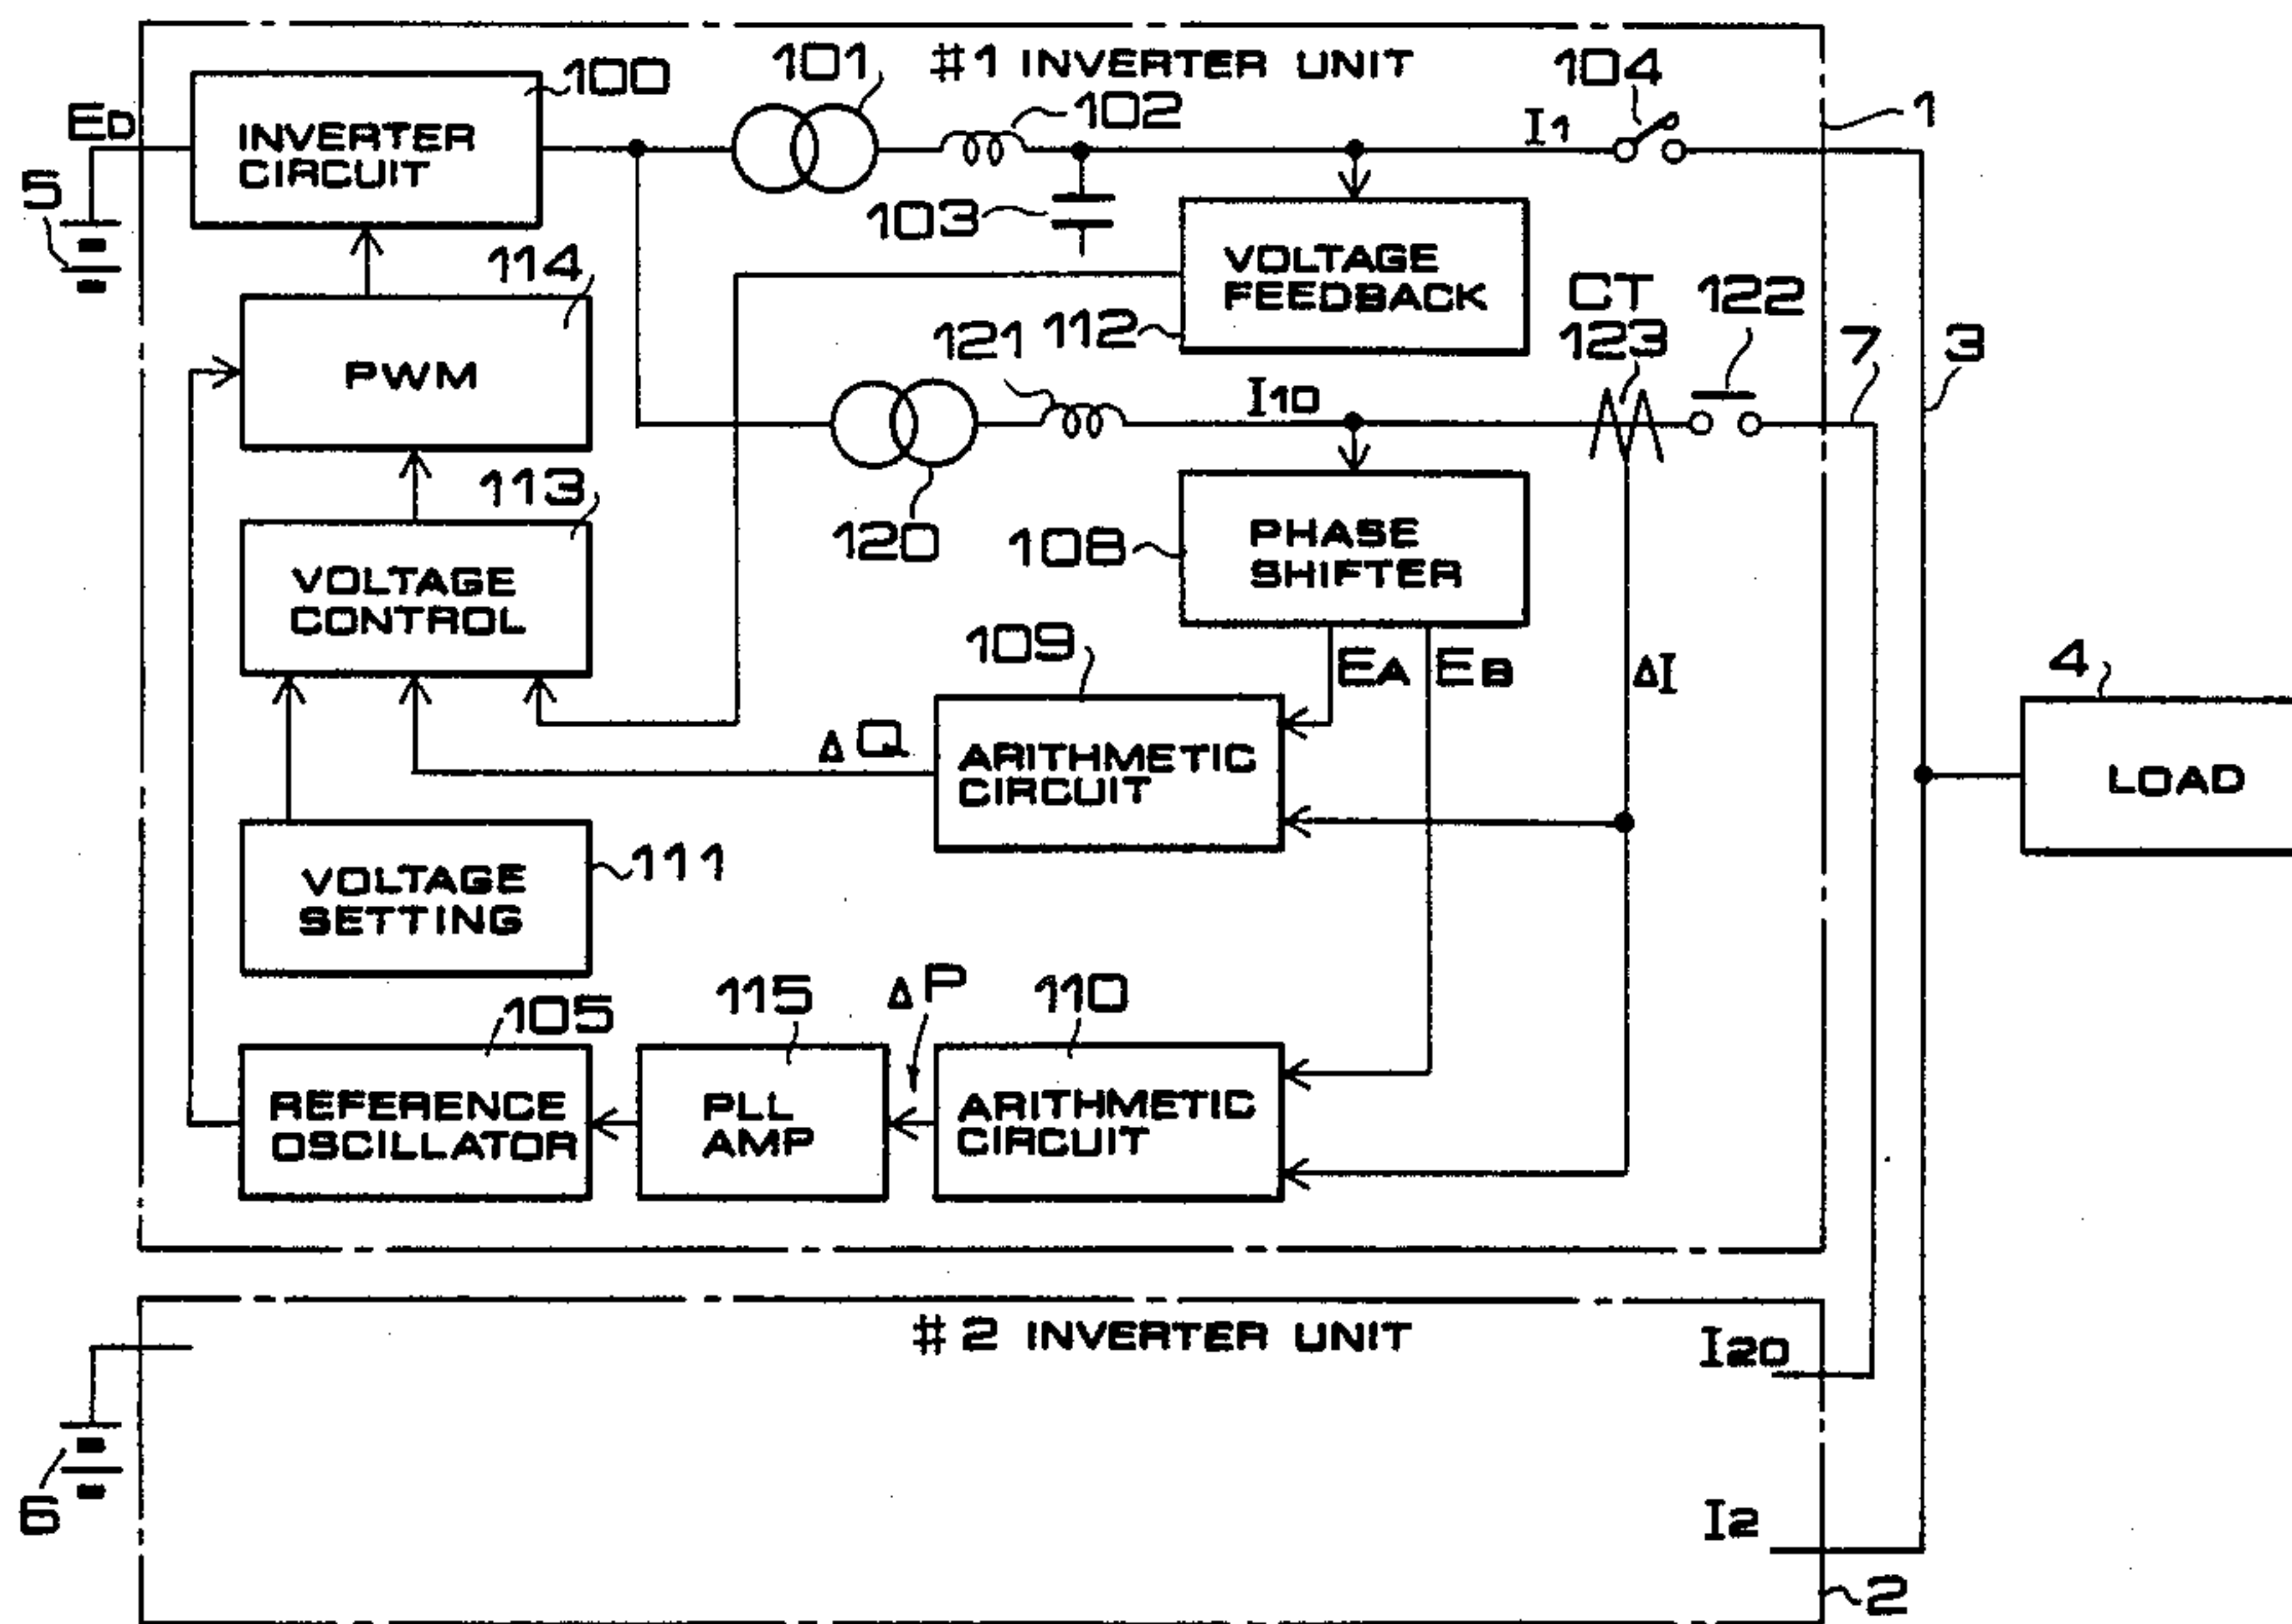 #1 INVERTER UNIT
101
104
100
102
1
ED
INVERTER
CIRCUIT
I1
5
103
114
VOLTAGE
FEEDBACK
CT
122
121
112
123
7
3
PWM
I10
113
120
108
PHASE
SHIFTER
VOLTAGE
CONTROL
109
EA
EB
ΔI
4
ΔQ
ARITHMETIC
CIRCUIT
LOAD
VOLTAGE
SETTING
111
105
115
ΔP
110
REFERENCE
OSCILLATOR
PLL
AMP
ARITHMETIC
CIRCUIT
#2 INVERTER UNIT
I20
6
I2
2